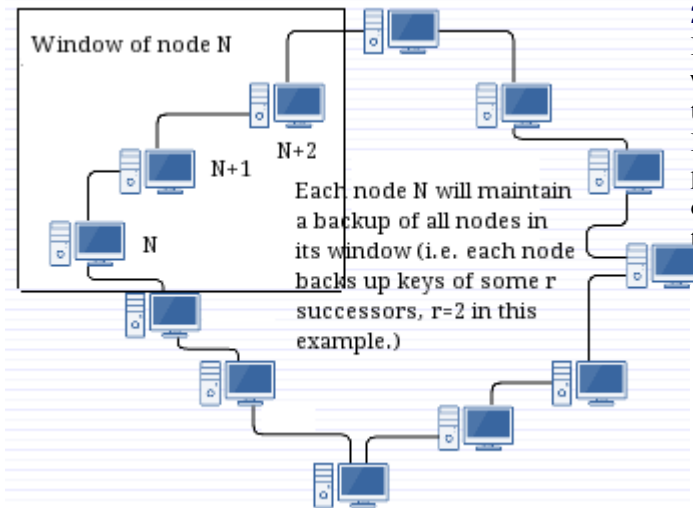 Window of node N
N+2
N+1
N
Each node N will maintain
a backup of all nodes in
its window (i.e. each node
backs up keys of some r
successors, r=2 in this
example.)